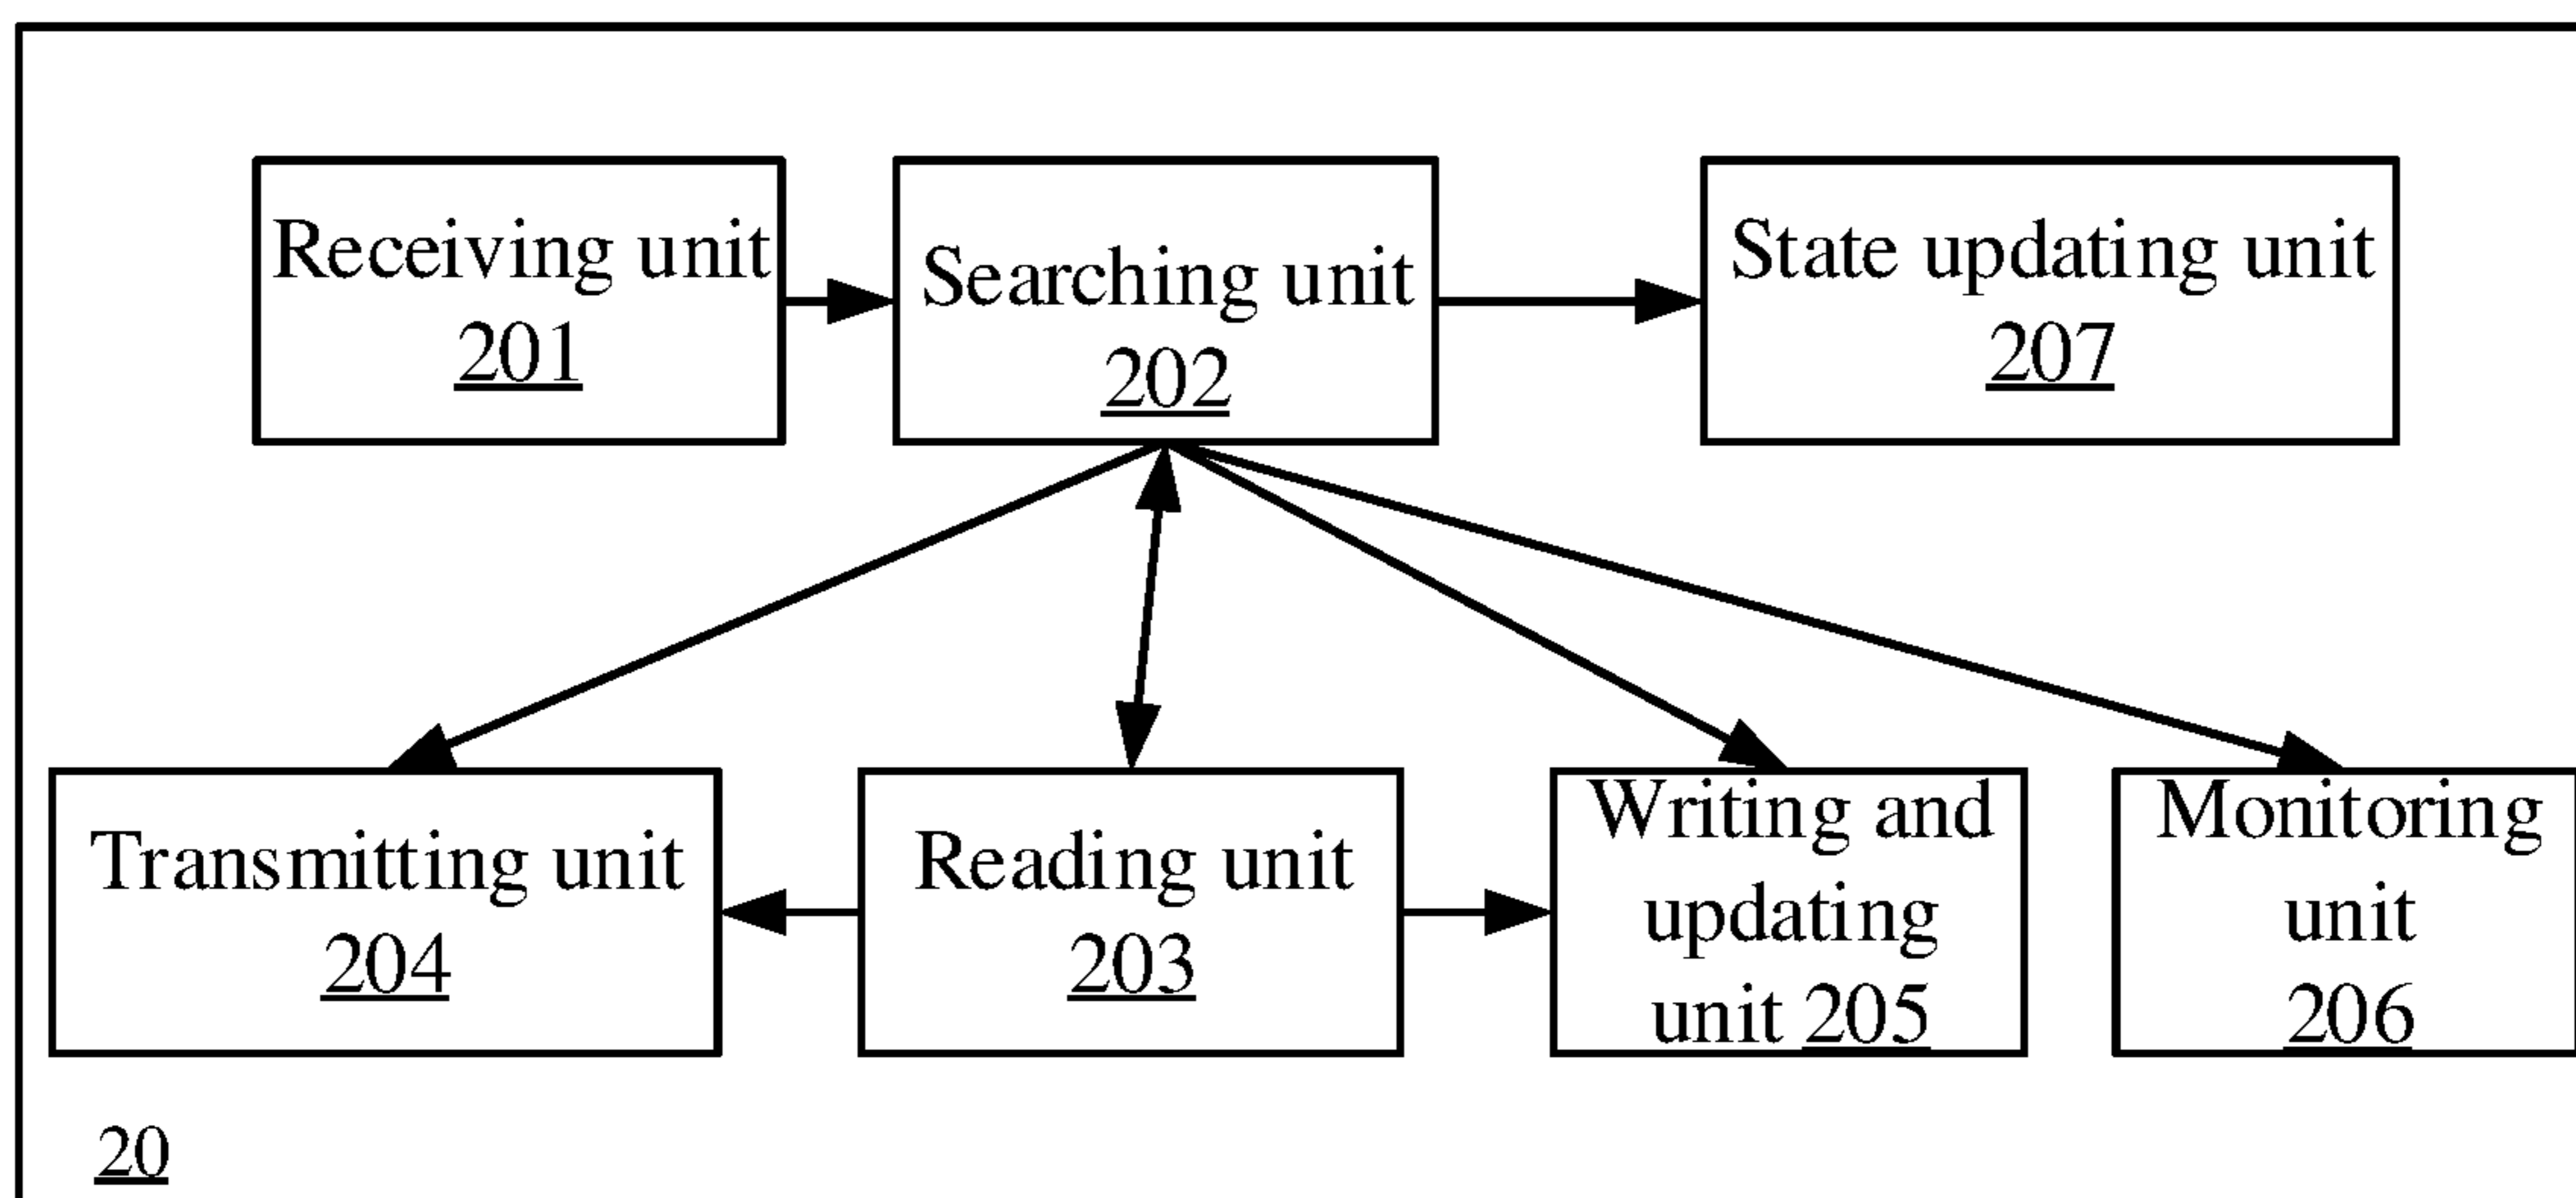 Receiving unit
201
Searching unit
202
State updating unit
207
Transmitting unit
204
Reading unit
203
Writing and
updating
unit 205
Monitoring
unit
206
20